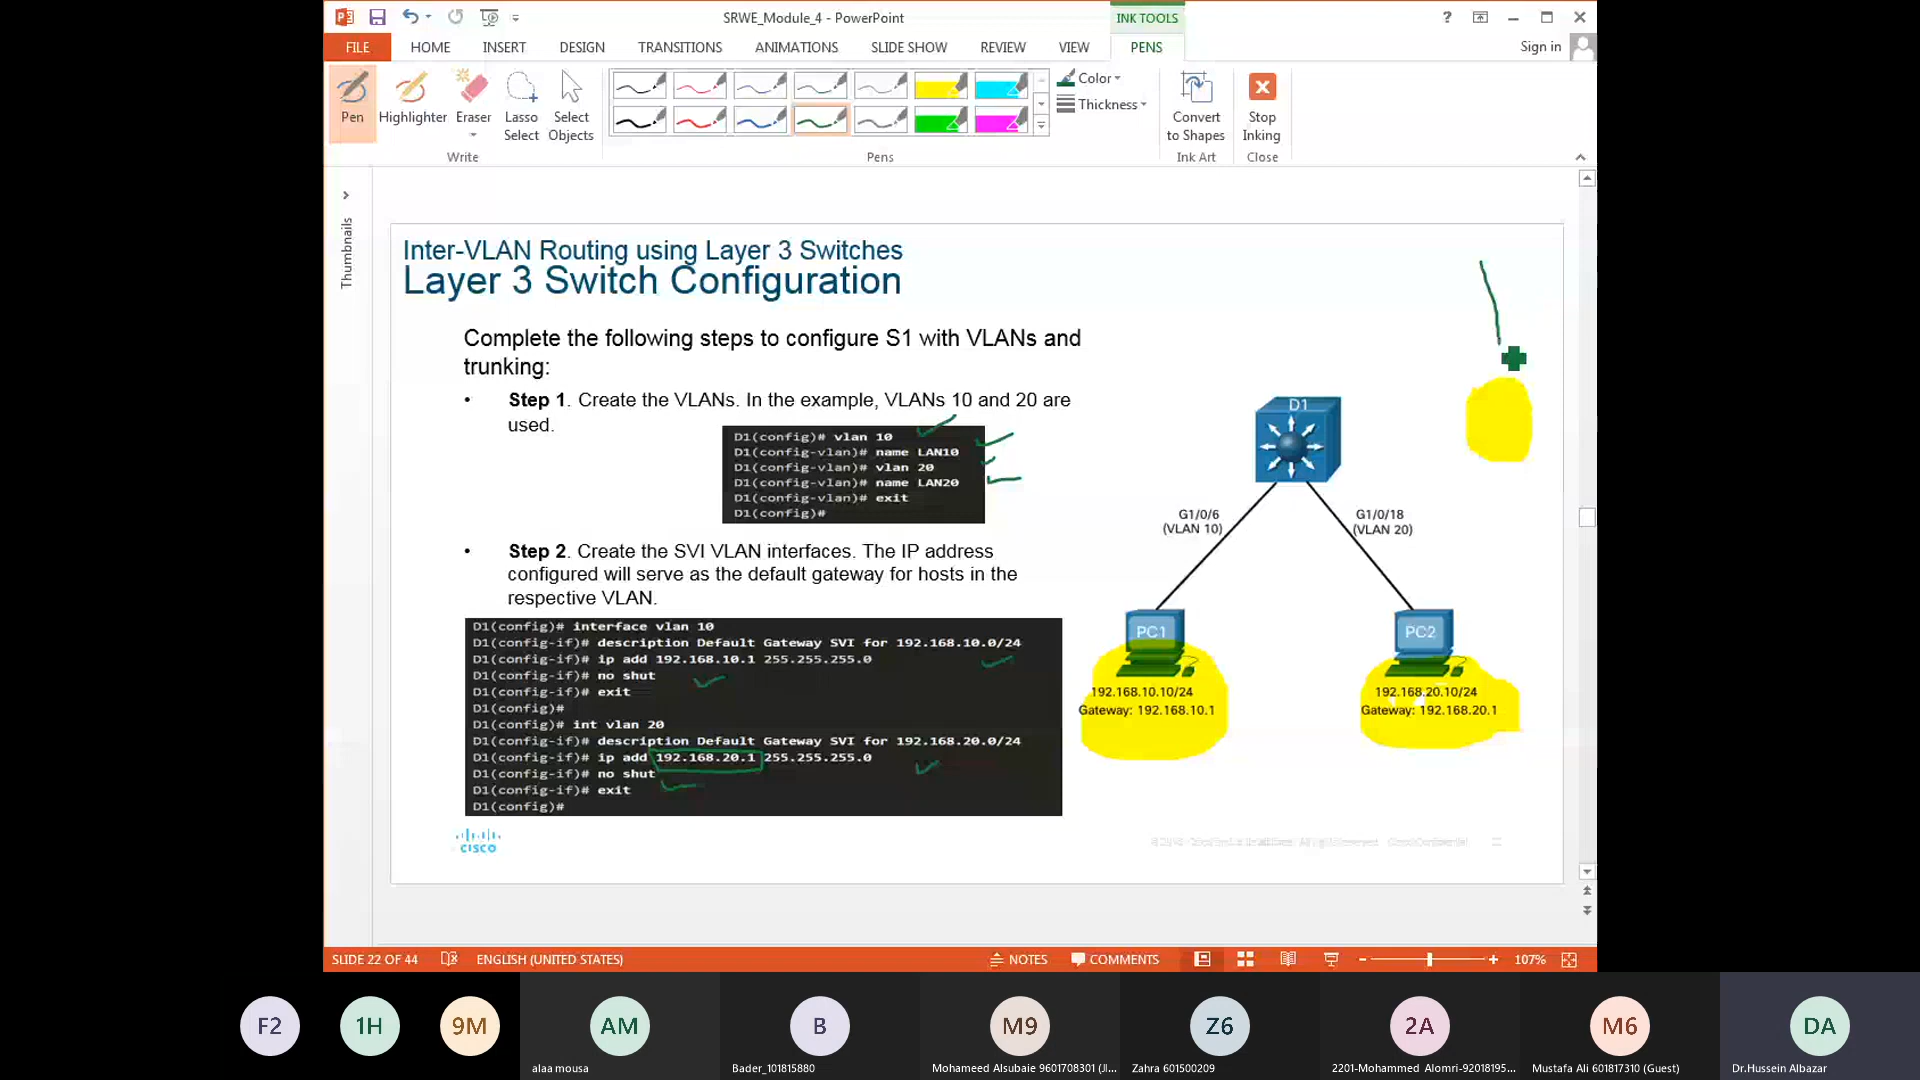 SRWE_Module_4 - PowerPoint
INK TOOLS
?
FILE
HOME
INSERT
DESIGN
TRANSITIONS
ANIMATIONS
SLIDE SHOW
REVIEW
VIEW
PENS
Sign in
Pen
Highlighter
Eraser
Lasso
Select
Select
Objects
Color
Thickness
Convert
to Shapes
Stop
Inking
Write
Pens
Ink Art
Close
Thumbnails
Inter-VLAN Routing using Layer 3 Switches
Layer 3 Switch Configuration
Complete the following steps to configure S1 with VLANs and
trunking:
• Step 1. Create the VLANs. In the example, VLANs 10 and 20 are
used.
D1(config)# vlan 10
D1(config-vlan)# name LAN10
D1(config-vlan)# vlan 20
D1(config-vlan)# name LAN20
D1(config-vlan)# exit
D1(config)#
• Step 2. Create the SVI VLAN interfaces. The IP address
configured will serve as the default gateway for hosts in the
respective VLAN.
D1(config)# interface vlan 10
D1(config-if)# description Default Gateway SVI for 192.168.10.0/24
D1(config-if)# ip add 192.168.10.1 255.255.255.0
D1(config-if)# no shut
D1(config-if)# exit
D1(config)#
D1(config)# int vlan 20
D1(config-if)# description Default Gateway SVI for 192.168.20.0/24
D1(config-if)# ip add 192.168.20.1 255.255.255.0
D1(config-if)# no shut
D1(config-if)# exit
D1(config)#
D1
G1/0/6
(VLAN 10)
G1/0/18
(VLAN 20)
PC1
PC2
192.168.10.10/24
Gateway: 192.168.10.1
192.168.20.10/24
Gateway: 192.168.20.1
CISCO
SLIDE 22 OF 44
ENGLISH (UNITED STATES)
NOTES
COMMENTS
107%
F2
1H
9M
AM
B
M9
Z6
2A
M6
DA
alaa mousa
Bader_101815880
Mohameed Alsubaie 9601708301 (JI...
Zahra 601500209
2201-Mohammed Alomri-92018195...
Mustafa Ali 601817310 (Guest)
Dr.Hussein Albazar